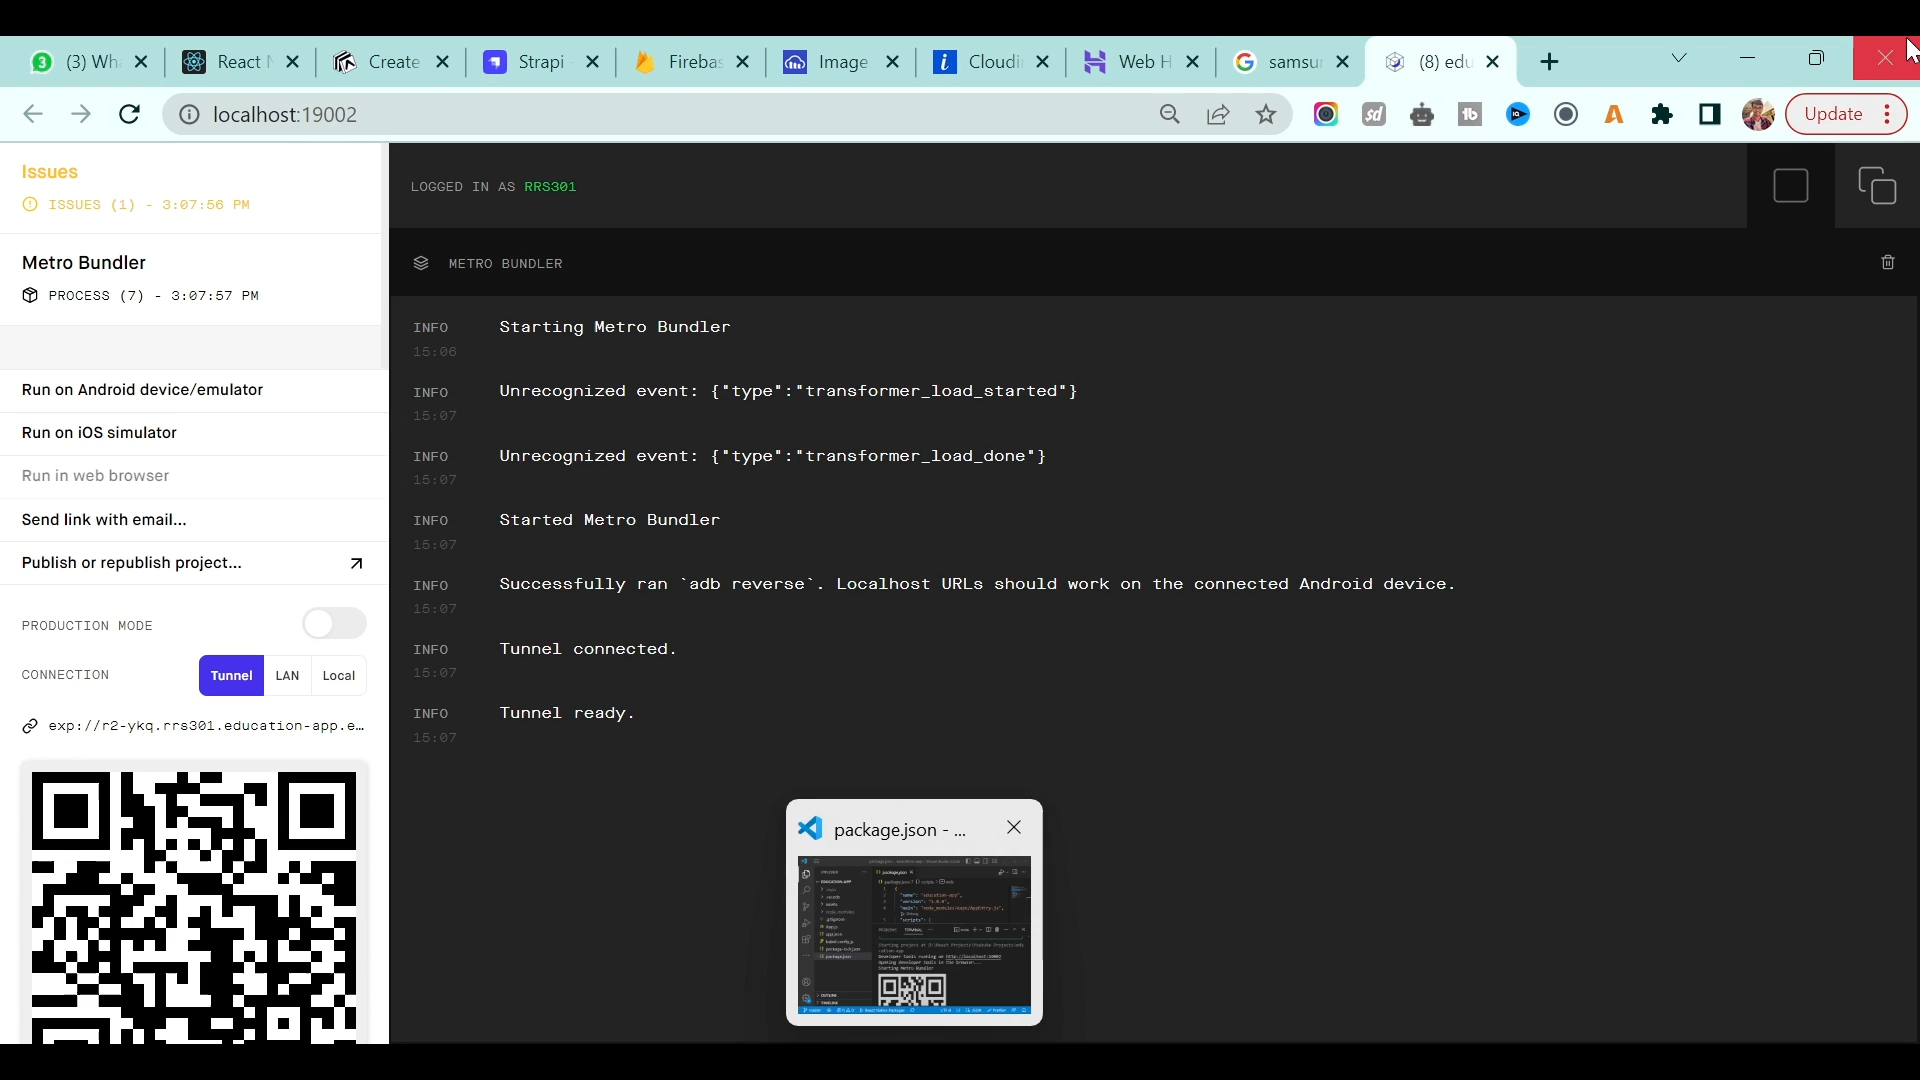 3 (3) Wh React N Create Strapi - Firebas Image Cloudi Web H samsu (8) edu
localhost:19002 Update
Issues
ISSUES (1) - 3:07:56 PM
Metro Bundler
PROCESS (7) - 3:07:57 PM
Run on Android device/emulator
Run on iOS simulator
Run in web browser
Send link with email...
Publish or republish project...
PRODUCTION MODE
CONNECTION Tunnel LAN Local
exp://r2-ykq.rrs301.education-app.e…
LOGGED IN AS RRS301
METRO BUNDLER
INFO Starting Metro Bundler
15:06
INFO Unrecognized event: {"type":"transformer_load_started"}
15:07
INFO Unrecognized event: {"type":"transformer_load_done"}
15:07
INFO Started Metro Bundler
15:07
INFO Successfully ran `adb reverse`. Localhost URLs should work on the connected Android device.
15:07
INFO Tunnel connected.
15:07
INFO Tunnel ready.
15:07
package.json - ...